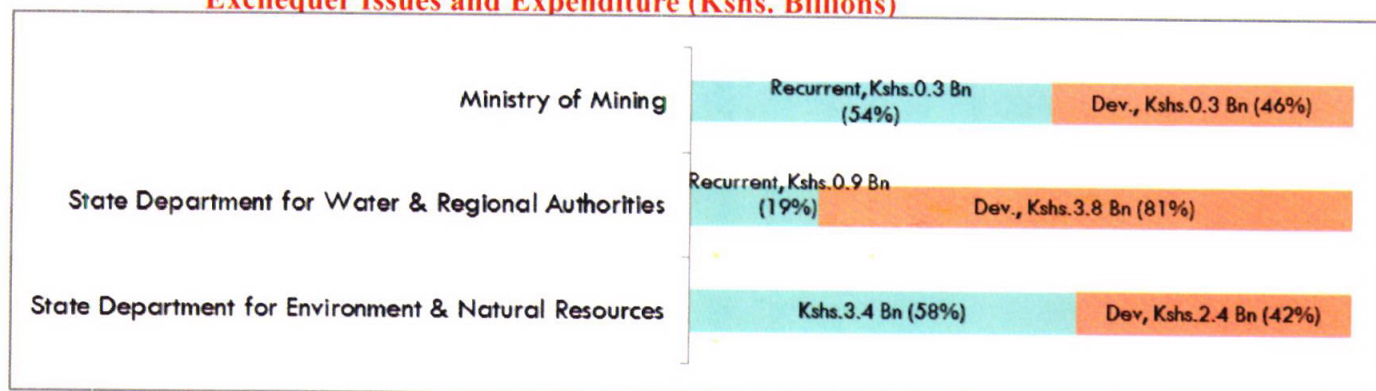 Exchequer Issues and Expenditure (Kshs. Billions)
Ministry of Mining
Recurrent, Kshs.0.3 Bn
(54%)
Dev., Kshs.0.3 Bn (46%)
State Department for Water & Regional Authorities
Recurrent, Kshs.0.9 Bn
(19%)
Dev., Kshs.3.8 Bn (81%)
State Department for Environment & Natural Resources
Kshs.3.4 Bn (58%)
Dev, Kshs.2.4 Bn (42%)